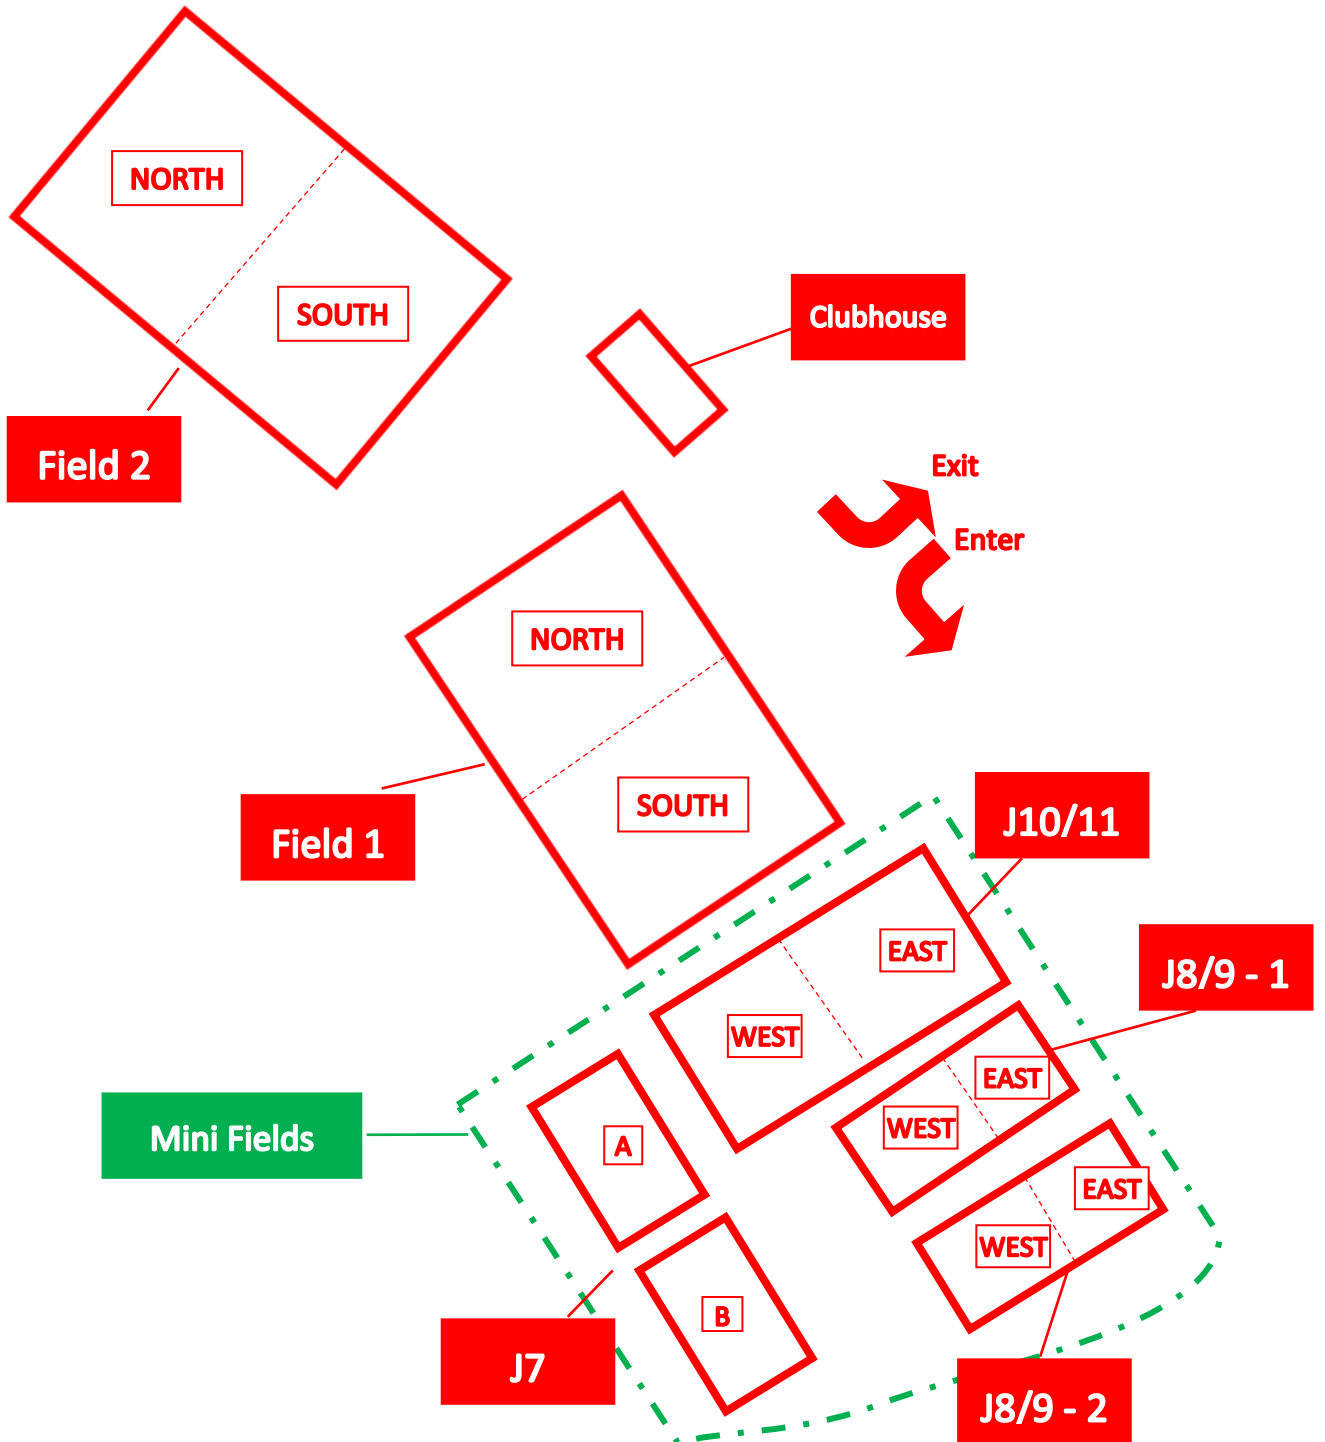 NORTH
SOUTH
Clubhouse
Field 2
Exit
Enter
NORTH
SOUTH
Field 1
J10/11
EAST
WEST
J8/9 - 1
EAST
WEST
Mini Fields
A
EAST
WEST
B
J7
J8/9 - 2